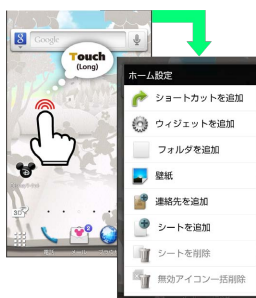 Google
Touch
(Long)
3D
2
ホーム設定
ショートカットを追加
ウィジェットを追加
フォルダを追加
壁紙
連絡先を追加
シートを追加
シートを削除
無効アイコン一括削除